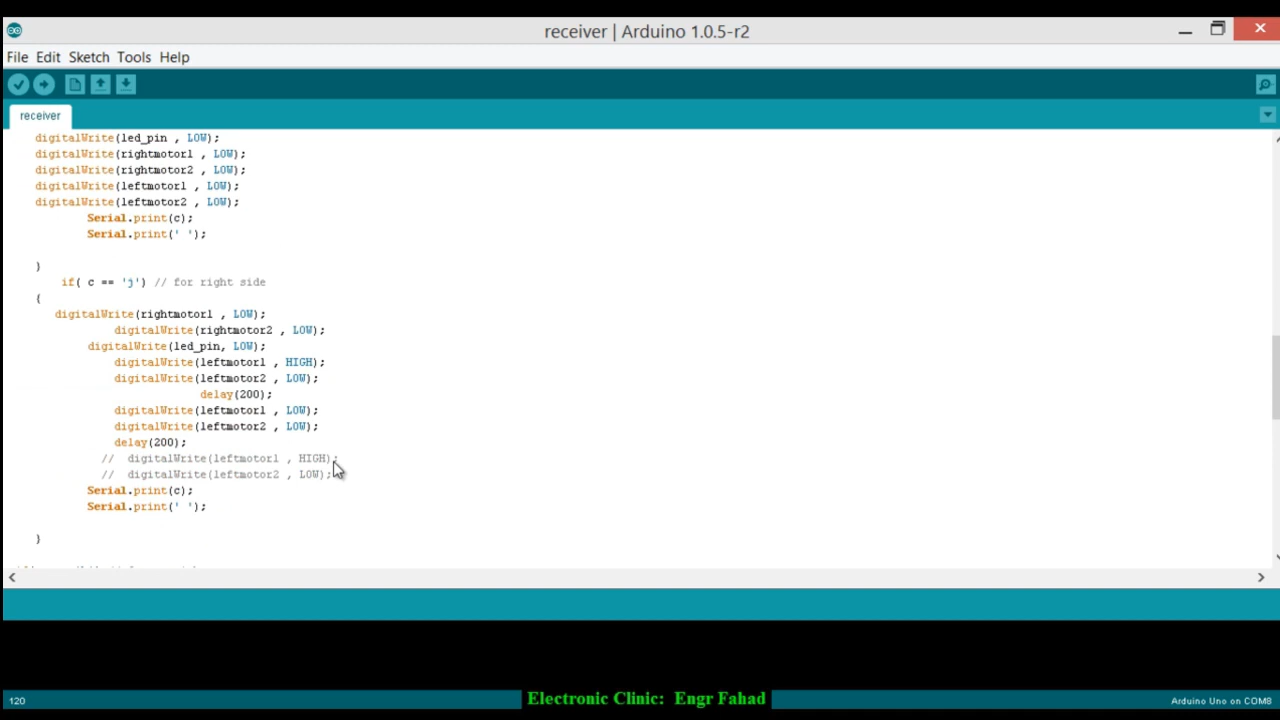 receiver | Arduino 1.0.5-r2
File Edit Sketch Tools Help
receiver
digitalWrite(led_pin , LOW);
digitalWrite(rightmotor1 , LOW);
digitalWrite(rightmotor2 , LOW);
digitalWrite(leftmotor1 , LOW);
digitalWrite(leftmotor2 , LOW);
Serial.print(c);
Serial.print(' ');
}
if( c == 'j') // for right side
{
digitalWrite(rightmotor1 , LOW);
digitalWrite(rightmotor2 , LOW);
digitalWrite(led_pin, LOW);
digitalWrite(leftmotor1 , HIGH);
digitalWrite(leftmotor2 , LOW);
delay(200);
digitalWrite(leftmotor1 , LOW);
digitalWrite(leftmotor2 , LOW);
delay(200);
// digitalWrite(leftmotor1 , HIGH);
// digitalWrite(leftmotor2 , LOW);
Serial.print(c);
Serial.print(' ');
}
120
Electronic Clinic: Engr Fahad
Arduino Uno on COM8